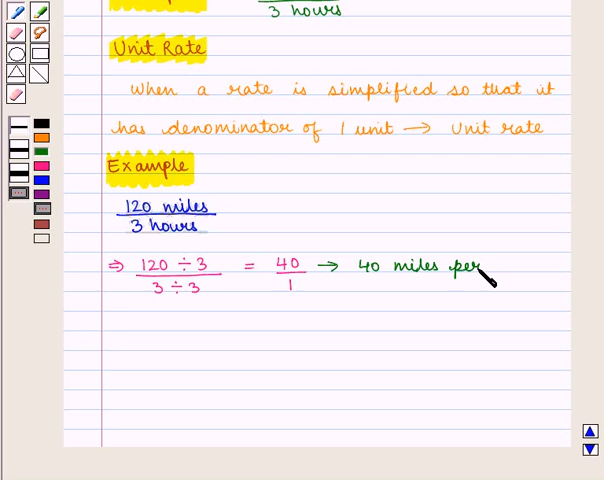 3 hours
Unit Rate
When a rate is simplified so that it
has denominator of 1 unit → Unit rate
Example
120 miles
3 hours
⇒ 120 ÷ 3 = 40 → 40 miles per
3 ÷ 3 1